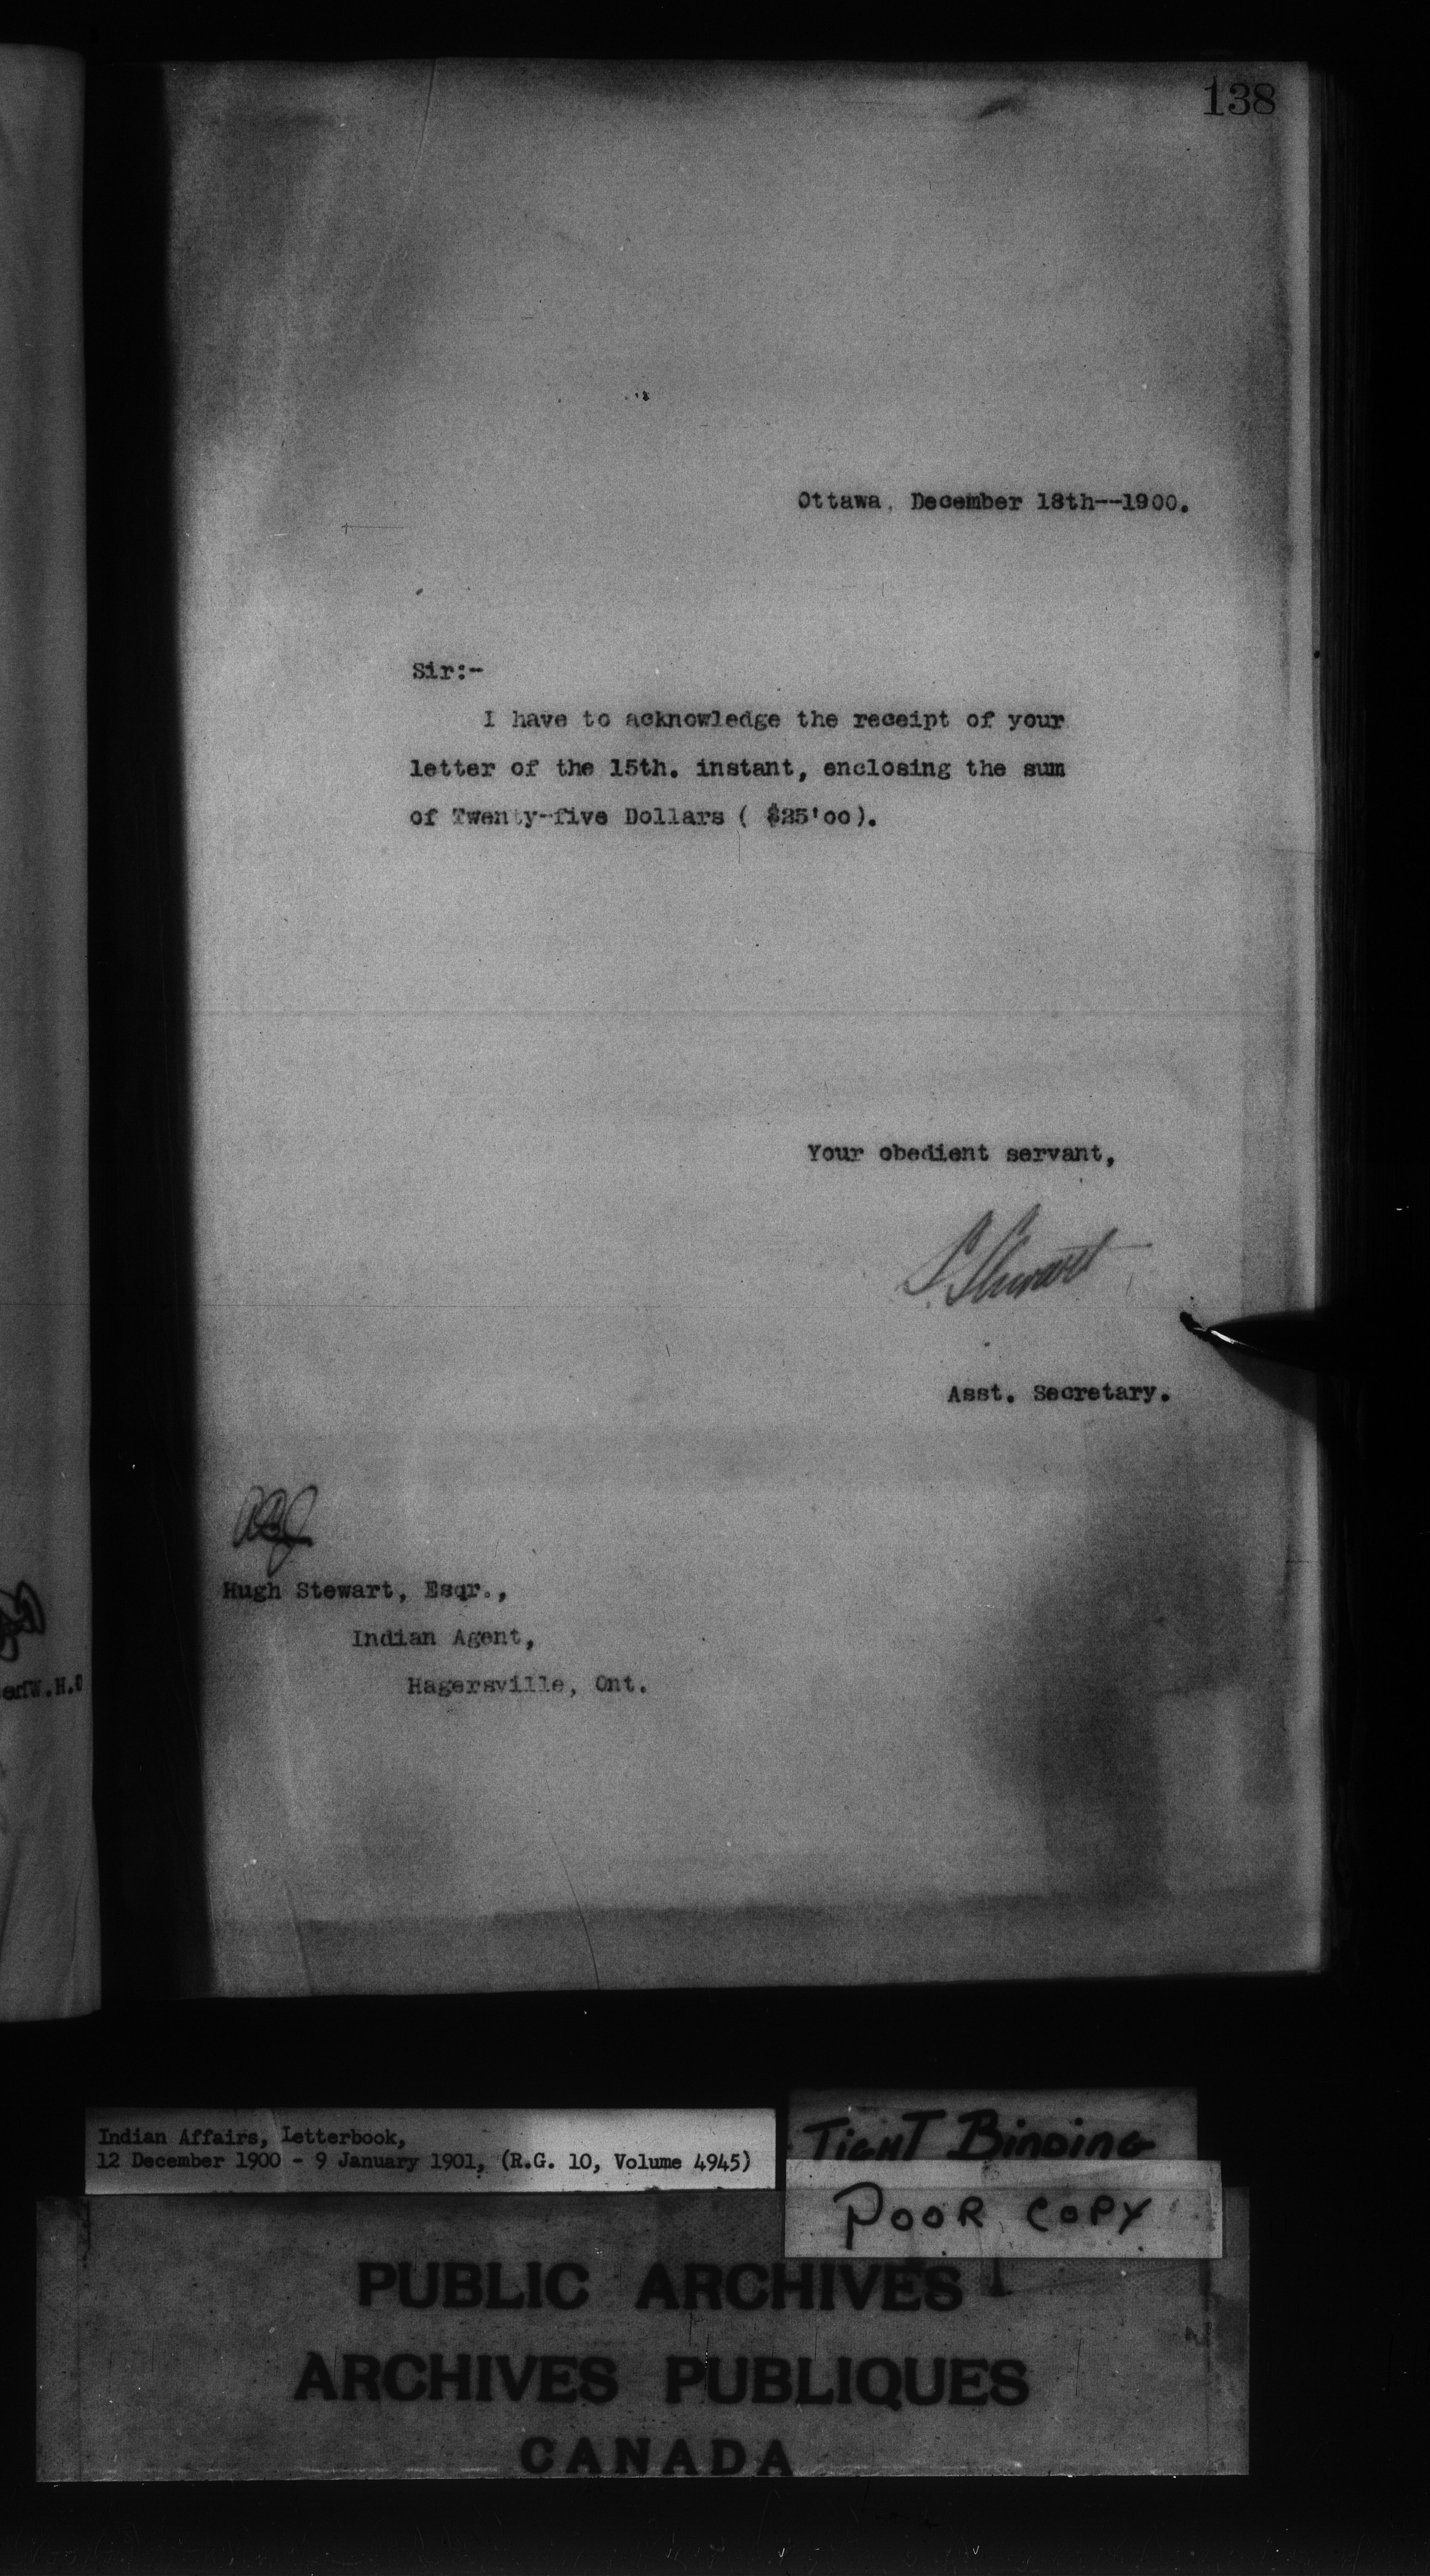 138
Ottawa, December 18th--1900.
Sir:-
I have to acknowledge the receipt of your
letter of the 15th. instant, enclosing the sum
of Twenty-five Dollars ( $25'00).
Your obedient servant,
S. Stewart
Asst. Secretary.
Hugh Stewart, Esqr.,
Indian Agent,
Hagersville, Ont.
W.H.
Indian Affairs, Letterbook,
12 December 1900 - 9 January 1901, (R.G. 10, Volume 4945)
TIGHT BINDING
POOR COPY
PUBLIC ARCHIVES
ARCHIVES PUBLIQUES
CANADA